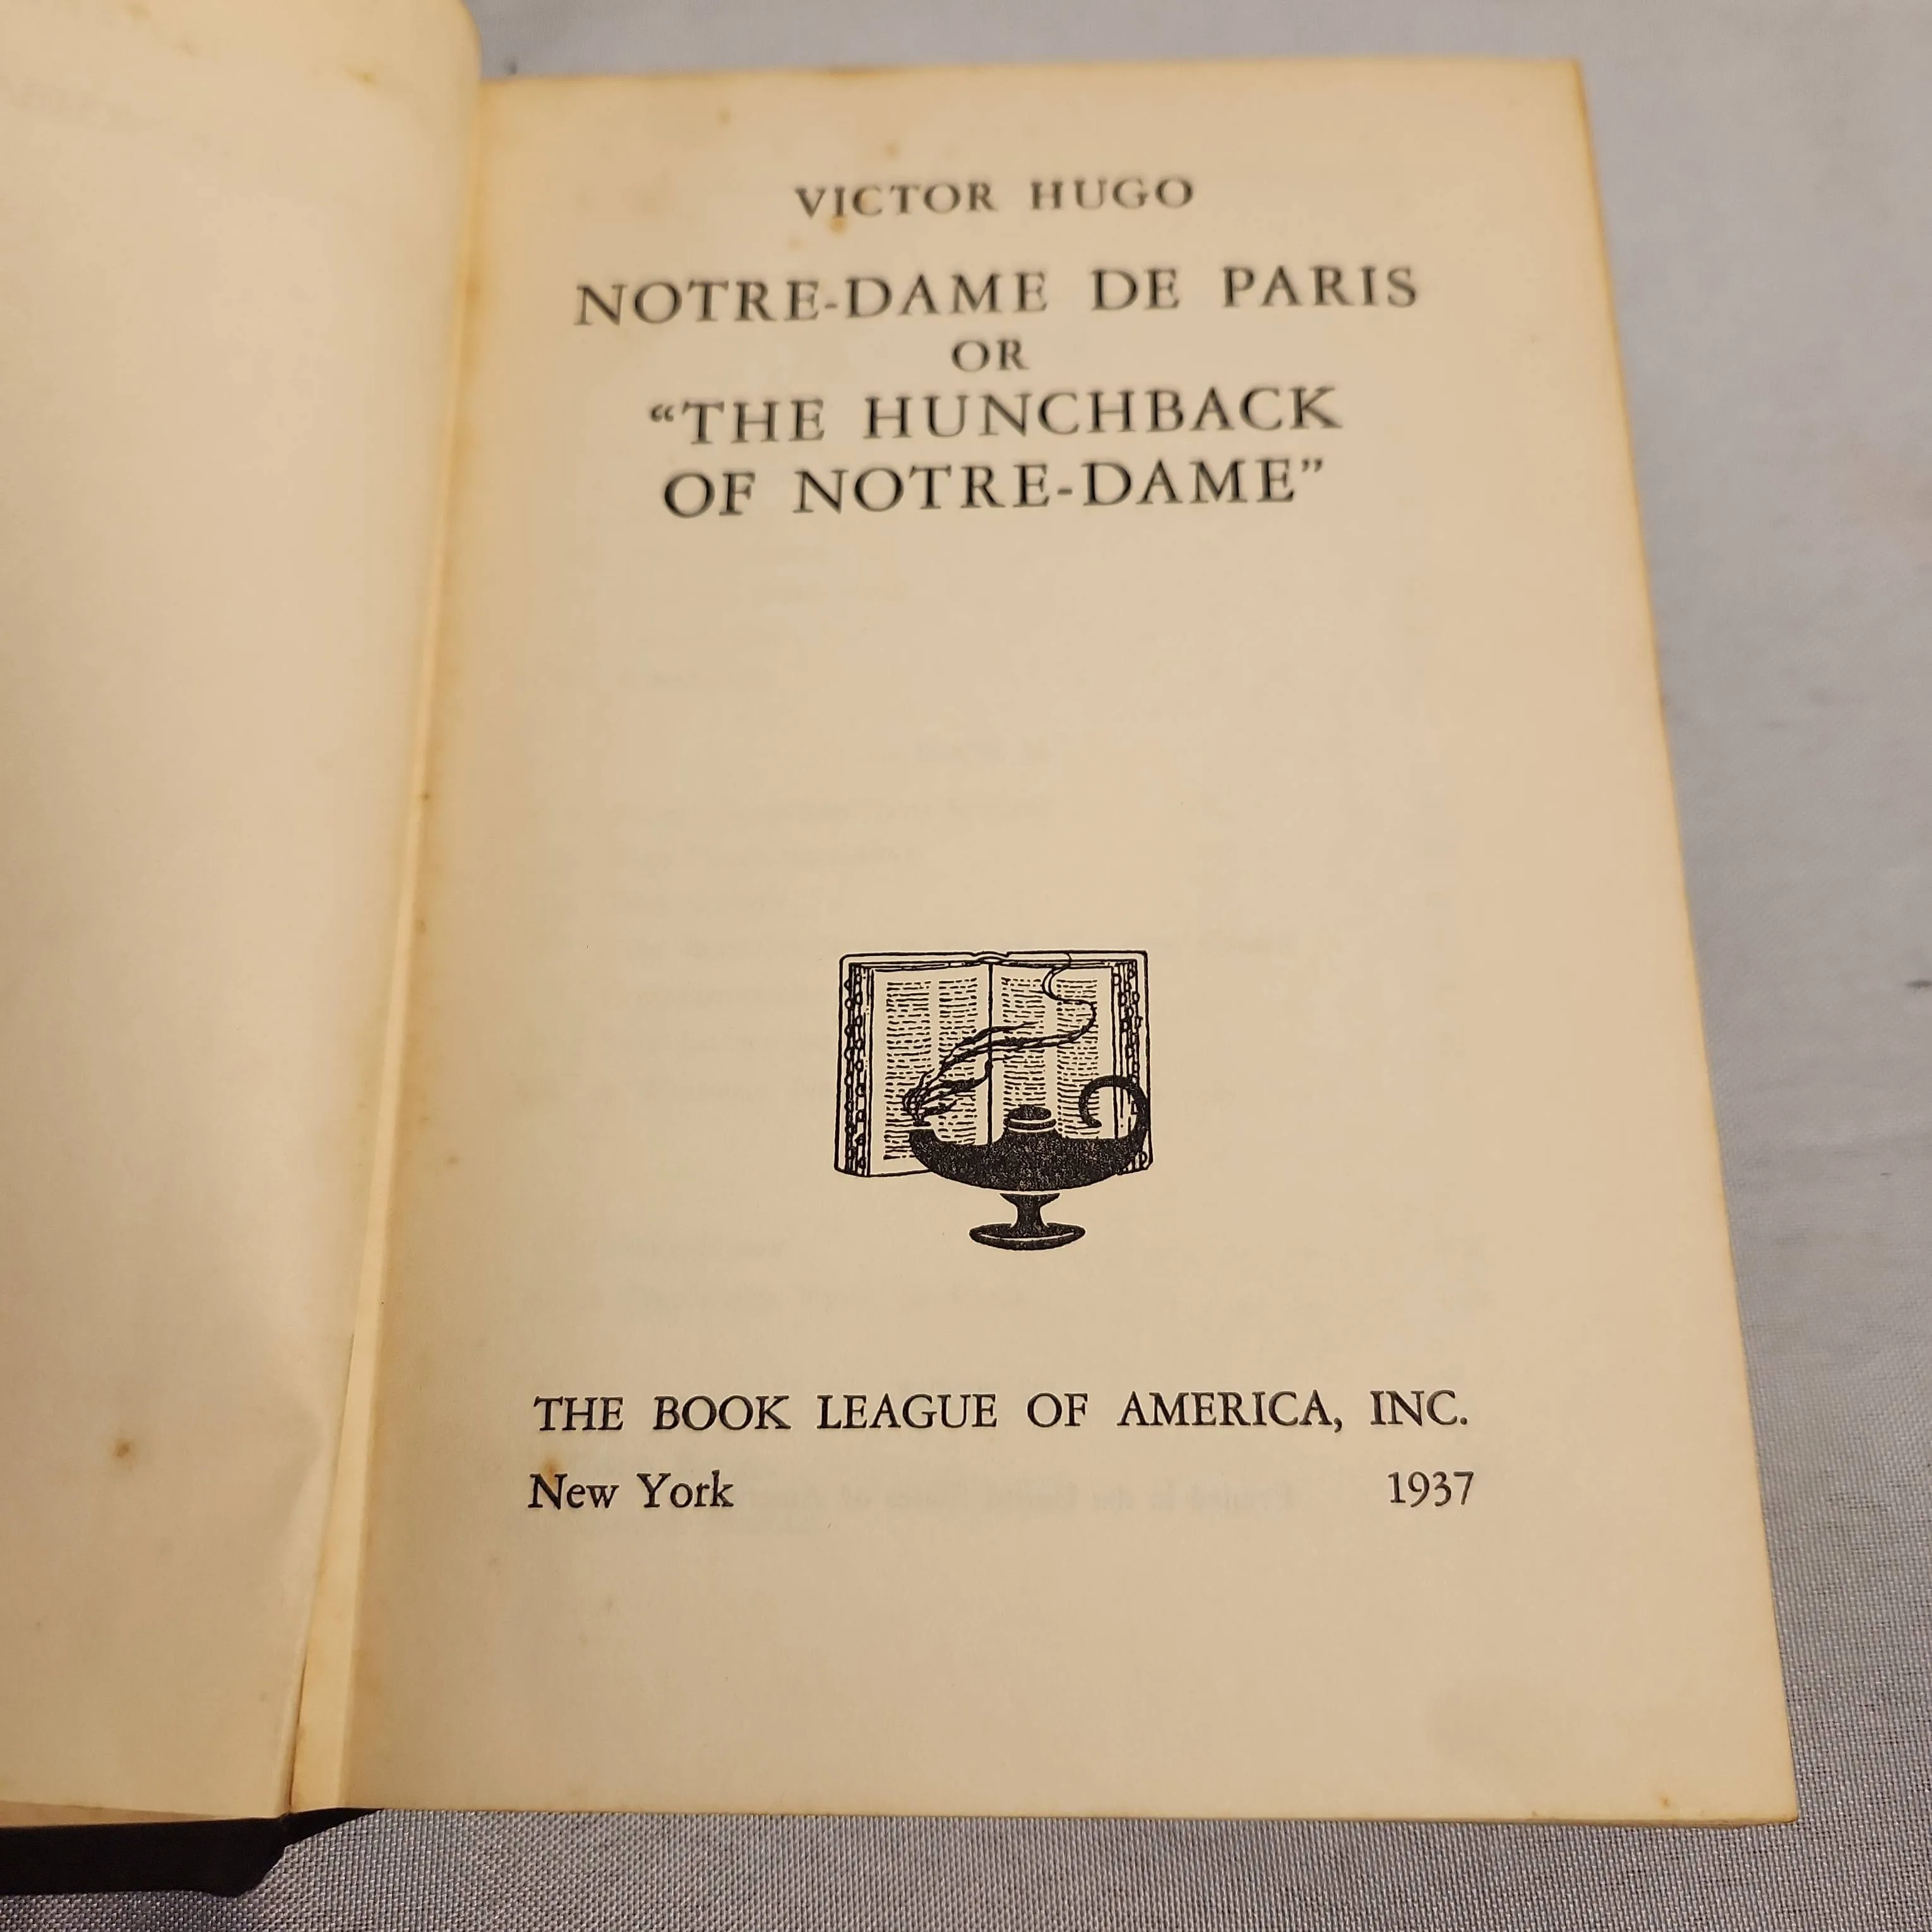 VICTOR HUGO
NOTRE-DAME DE PARIS
OR
“THE HUNCHBACK
OF NOTRE-DAME”
THE BOOK LEAGUE OF AMERICA, INC.
New York 1937